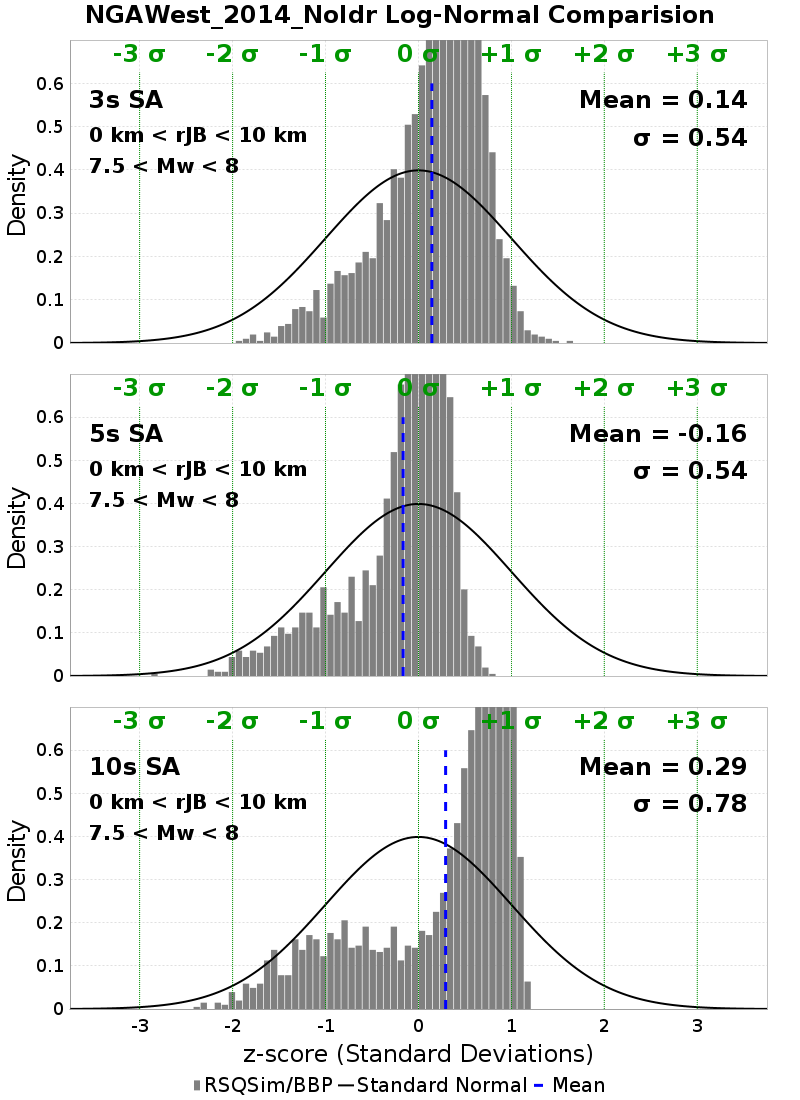 NGAWest_2014_NoIdr Log-Normal Comparision
-3 σ -2 σ -1 σ 0 σ +1 σ +2 σ +3 σ
0.6
3s SA Mean = 0.14
0.5
0 km < rJB < 10 km σ = 0.54
7.5 < Mw < 8
0.4
Density
0.3
0.2
0.1
0
-3 σ -2 σ -1 σ 0 σ +1 σ +2 σ +3 σ
0.6
5s SA Mean = -0.16
0.5
0 km < rJB < 10 km σ = 0.54
7.5 < Mw < 8
0.4
Density
0.3
0.2
0.1
0
-3 σ -2 σ -1 σ 0 σ +1 σ +2 σ +3 σ
0.6
10s SA Mean = 0.29
0.5
0 km < rJB < 10 km σ = 0.78
7.5 < Mw < 8
0.4
Density
0.3
0.2
0.1
0
-3 -2 -1 0 1 2 3
z-score (Standard Deviations)
RSQSim/BBP Standard Normal Mean